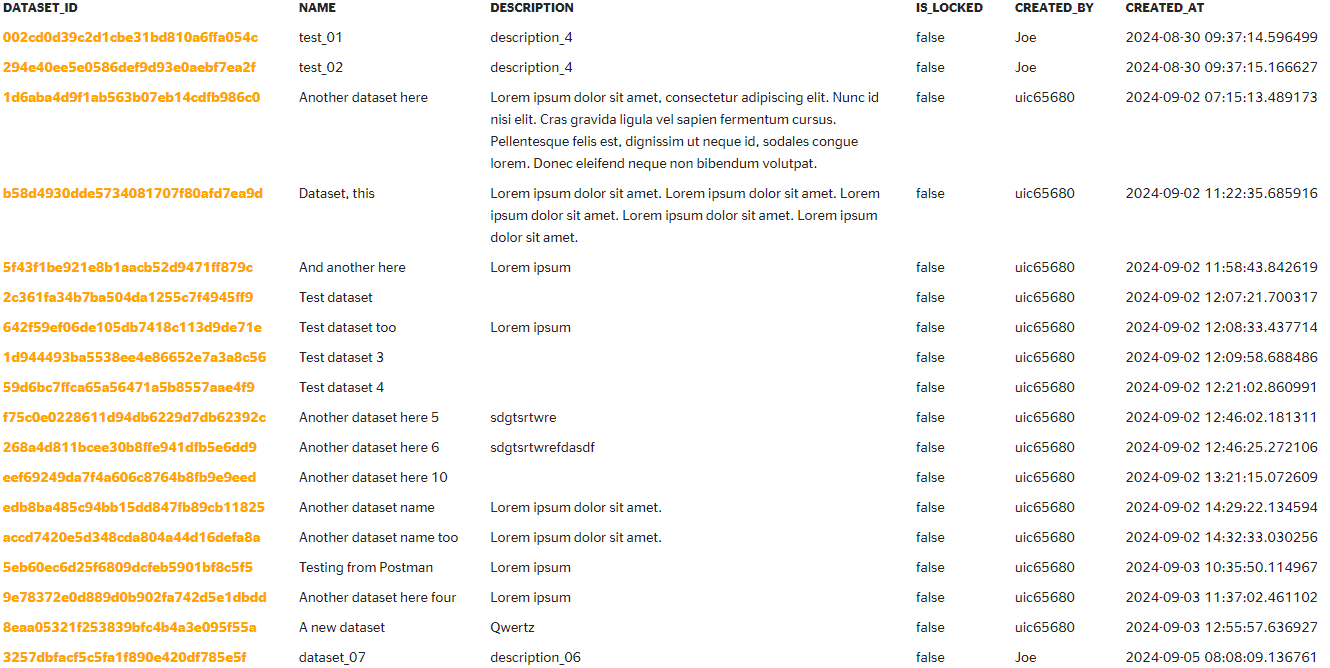 DATASET_ID NAME DESCRIPTION IS_LOCKED CREATED_BY CREATED_AT
002cd0d39c2d1cbe31bd810a6ffa054c test_01 description_4 false Joe 2024-08-30 09:37:14.596499
294e40ee5e0586def9d93e0aebf7ea2f test_02 description_4 false Joe 2024-08-30 09:37:15.166627
1d6aba4d9f1ab563b07eb14cdfb986c0 Another dataset here Lorem ipsum dolor sit amet, consectetur adipiscing elit. Nunc id false uic65680 2024-09-02 07:15:13.489173
nisi elit. Cras gravida ligula vel sapien fermentum cursus.
Pellentesque felis est, dignissim ut neque id, sodales congue
lorem. Donec eleifend neque non bibendum volutpat.
b58d4930dde5734081707f80afd7ea9d Dataset, this Lorem ipsum dolor sit amet. Lorem ipsum dolor sit amet. Lorem false uic65680 2024-09-02 11:22:35.685916
ipsum dolor sit amet. Lorem ipsum dolor sit amet. Lorem ipsum
dolor sit amet.
5f43f1be921e8b1aacb52d9471ff879c And another here Lorem ipsum false uic65680 2024-09-02 11:58:43.842619
2c361fa34b7ba504da1255c7f4945ff9 Test dataset false uic65680 2024-09-02 12:07:21.700317
642f59ef06de105db7418c113d9de71e Test dataset too Lorem ipsum false uic65680 2024-09-02 12:08:33.437714
1d944493ba5538ee4e86652e7a3a8c56 Test dataset 3 false uic65680 2024-09-02 12:09:58.688486
59d6bc7ffca65a56471a5b8557aae4f9 Test dataset 4 false uic65680 2024-09-02 12:21:02.860991
f75c0e0228611d94db6229d7db62392c Another dataset here 5 sdgtsrtwre false uic65680 2024-09-02 12:46:02.181311
268a4d811bcee30b8ffe941dfb5e6dd9 Another dataset here 6 sdgtsrtwrefdasdf false uic65680 2024-09-02 12:46:25.272106
eef69249da7f4a606c8764b8fb9e9eed Another dataset here 10 false uic65680 2024-09-02 13:21:15.072609
edb8ba485c94bb15dd847fb89cb11825 Another dataset name Lorem ipsum dolor sit amet. false uic65680 2024-09-02 14:29:22.134594
accd7420e5d348cda804a44d16defa8a Another dataset name too Lorem ipsum dolor sit amet. false uic65680 2024-09-02 14:32:33.030256
5eb60ec6d25f6809dcfeb5901bf8c5f5 Testing from Postman Lorem ipsum false uic65680 2024-09-03 10:35:50.114967
9e78372e0d889d0b902fa742d5e1dbdd Another dataset here four Lorem ipsum false uic65680 2024-09-03 11:37:02.461102
8eaa05321f253839bfc4b4a3e095f55a A new dataset Qwertz false uic65680 2024-09-03 12:55:57.636927
3257dbfacf5c5fa1f890e420df785e5f dataset_07 description_06 false Joe 2024-09-05 08:08:09.136761